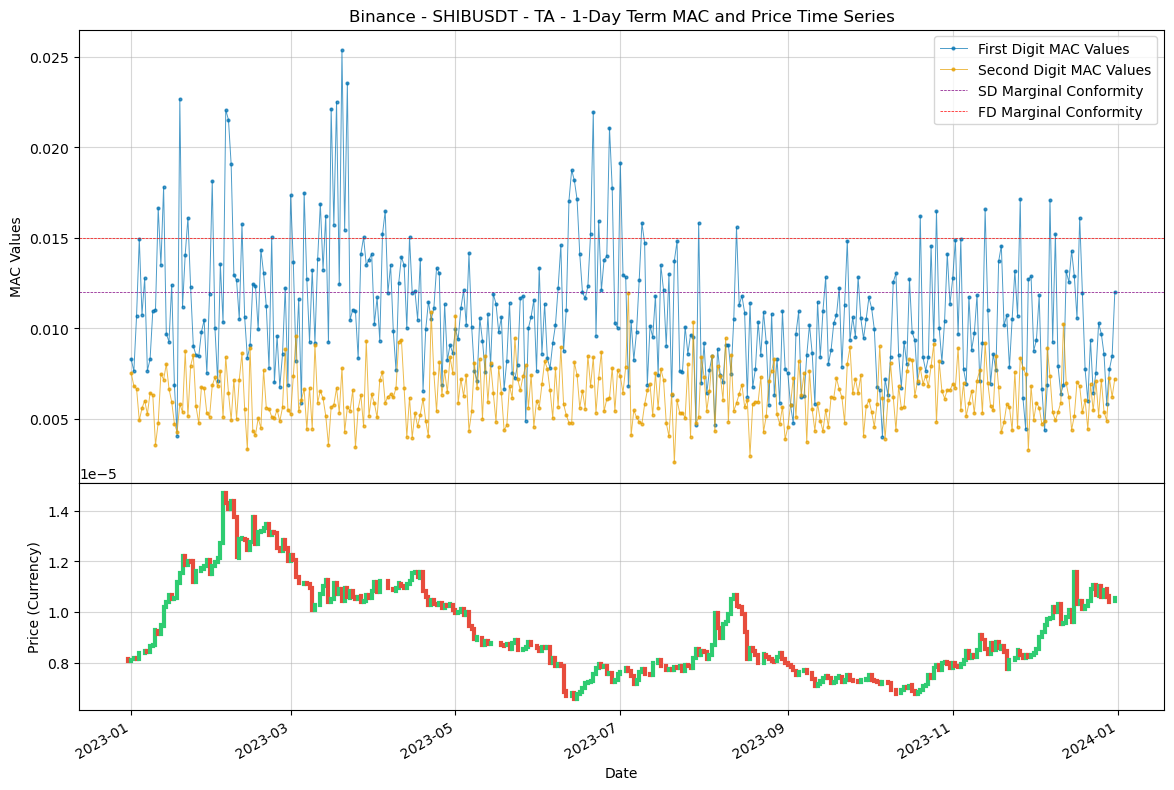 Binance - SHIBUSDT - TA - 1-Day Term MAC and Price Time Series
First Digit MAC Values
Second Digit MAC Values
SD Marginal Conformity
FD Marginal Conformity
MAC Values
0.025
0.020
0.015
0.010
0.005
1e−5
Price (Currency)
1.4
1.2
1.0
0.8
2023-01
2023-03
2023-05
2023-07
2023-09
2023-11
2024-01
Date